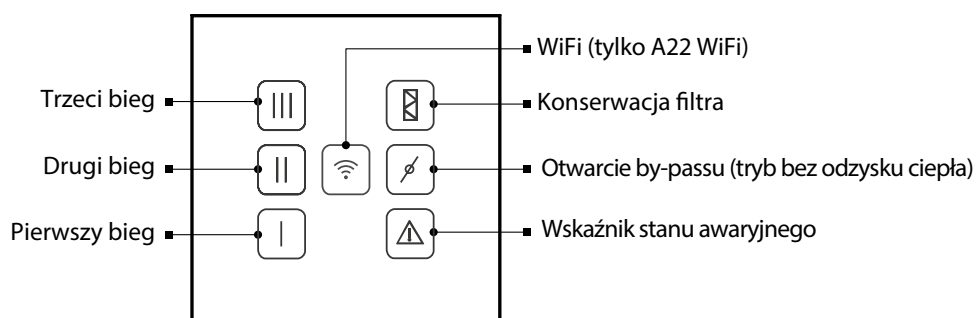 WiFi (tylko A22 WiFi)
Trzeci bieg
Konserwacja filtra
Drugi bieg
Otwarcie by-passu (tryb bez odzysku ciepła)
Pierwszy bieg
Wskaźnik stanu awaryjnego